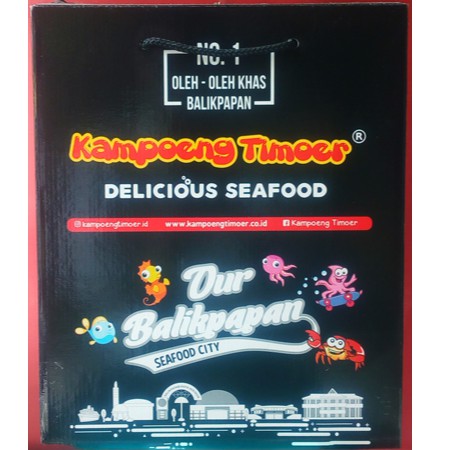 NO. 1
OLEH - OLEH KHAS
BALIKPAPAN
Kampoeng Timoer ®
DELICIOUS SEAFOOD
kampoengtimoer.id www.kampoengtimoer.co.id Kampoeng Timoer
Our
Balikpapan
SEAFOOD CITY